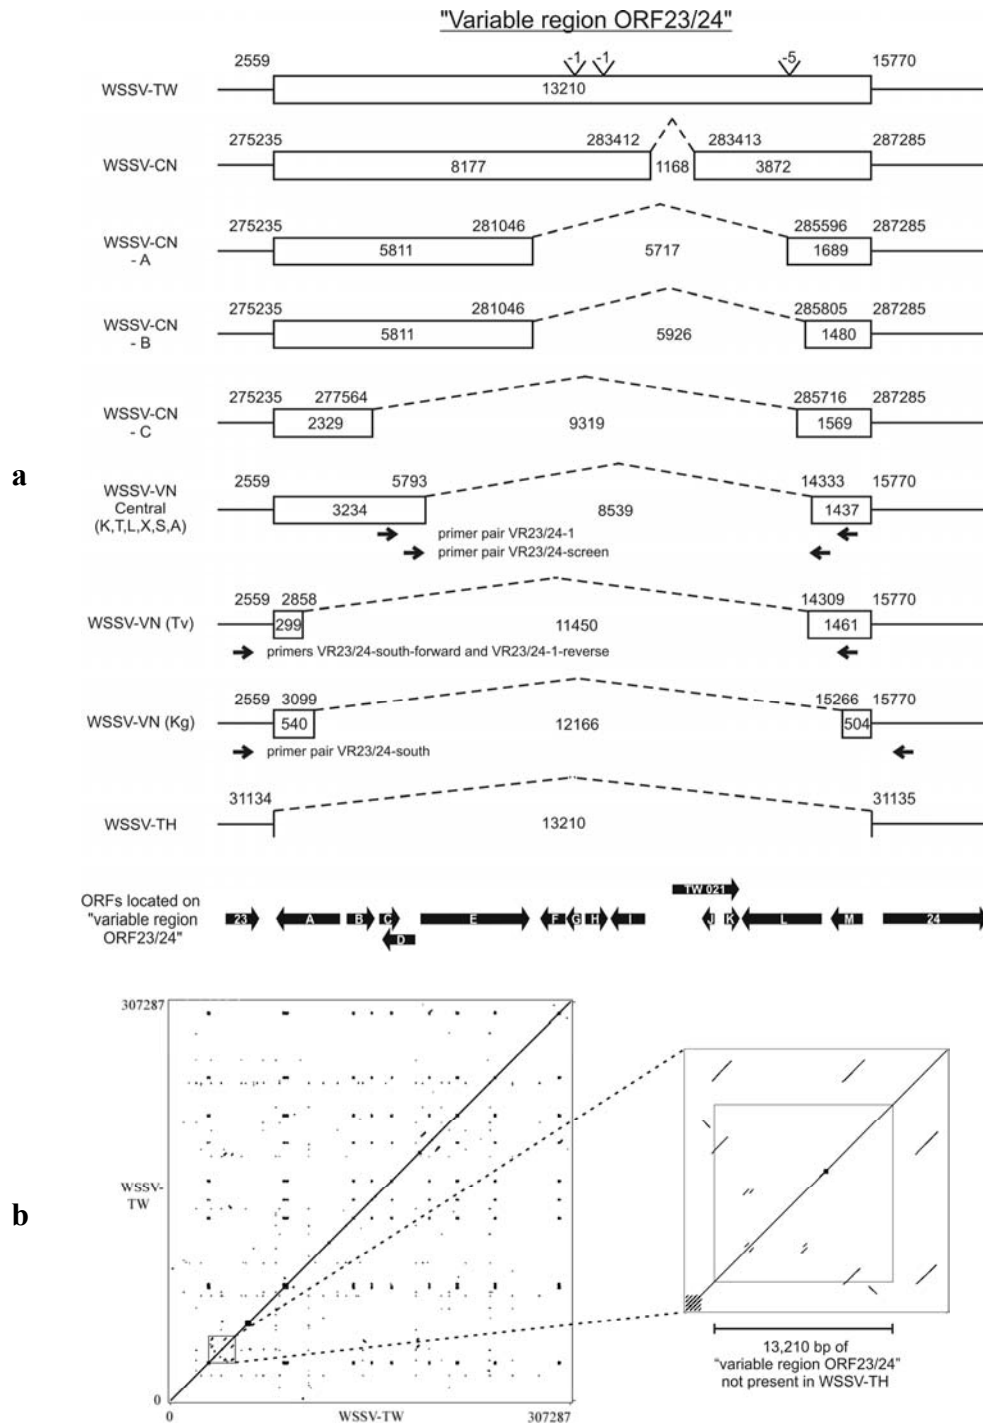 "Variable region ORF23/24"
2559 -1 -1 -5 15770
WSSV-TW 13210
275235 283412 283413 287285
WSSV-CN 8177 1168 3872
275235 281046 285596 287285
WSSV-CN
- A 5811 5717 1689
275235 281046 285805 287285
WSSV-CN
- B 5811 5926 1480
275235 277564 285716 287285
WSSV-CN
- C 2329 9319 1569
a
2559 5793 14333 15770
WSSV-VN
Central
(K,T,L,X,S,A) 3234 8539 1437
primer pair VR23/24-1
primer pair VR23/24-screen
2559 2858 14309 15770
WSSV-VN (Tv) 299 11450 1461
primers VR23/24-south-forward and VR23/24-1-reverse
2559 3099 15266 15770
WSSV-VN (Kg) 540 12166 504
primer pair VR23/24-south
31134 31135
WSSV-TH 13210
TW 021
ORFs located on
"variable region
ORF23/24"
23 A B C E F G H I J K L M 24
D
307287
WSSV-
TW
b
0
0 WSSV-TW 307287
13,210 bp of
"variable region ORF23/24"
not present in WSSV-TH